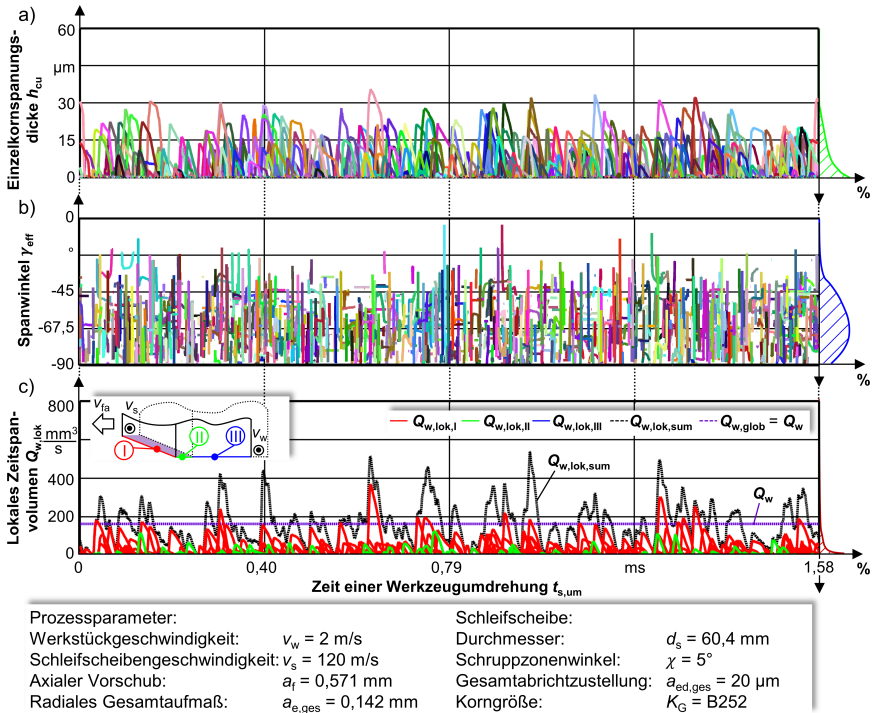 a)
Einzelkornspanungs-
dicke hcu
60
µm
30
15
0
%
b)
Spanwinkel γeff
0
°
-45
-67,5
-90
%
c)
Lokales Zeitspan-
volumen Qw,lok
800
mm³
s
400
200
0
vfa
vs
vw
I
II
III
Qw,lok,I
Qw,lok,II
Qw,lok,III
Qw,lok,sum
Qw,glob = Qw
Qw,lok,sum
Qw
0
0,40
0,79
ms
1,58
%
Zeit einer Werkzeugumdrehung ts,um
Prozessparameter:
Werkstückgeschwindigkeit: vw = 2 m/s
Schleifscheibengeschwindigkeit: vs = 120 m/s
Axialer Vorschub: af = 0,571 mm
Radiales Gesamtaufmaß: ae,ges = 0,142 mm
Schleifscheibe:
Durchmesser: ds = 60,4 mm
Schruppzonenwinkel: χ = 5°
Gesamtabrichtzustellung: aed,ges = 20 µm
Korngröße: KG = B252